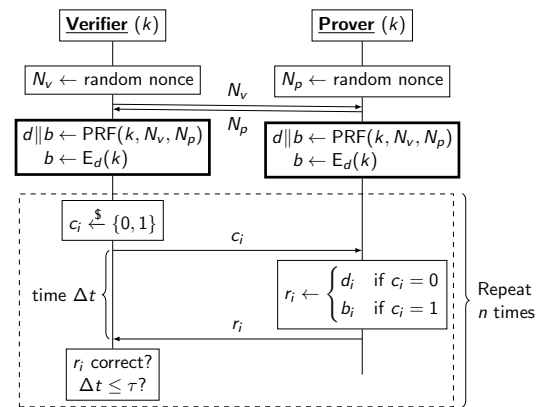 Verifier (k)
Prover (k)
N_v ← random nonce
N_p ← random nonce
N_v
N_p
d∥b ← PRF(k, N_v, N_p)
b ← E_d(k)
d∥b ← PRF(k, N_v, N_p)
b ← E_d(k)
c_i ←$ {0, 1}
c_i
time Δt
r_i ← { d_i if c_i = 0
b_i if c_i = 1
Repeat
n times
r_i
r_i correct?
Δt ≤ τ?